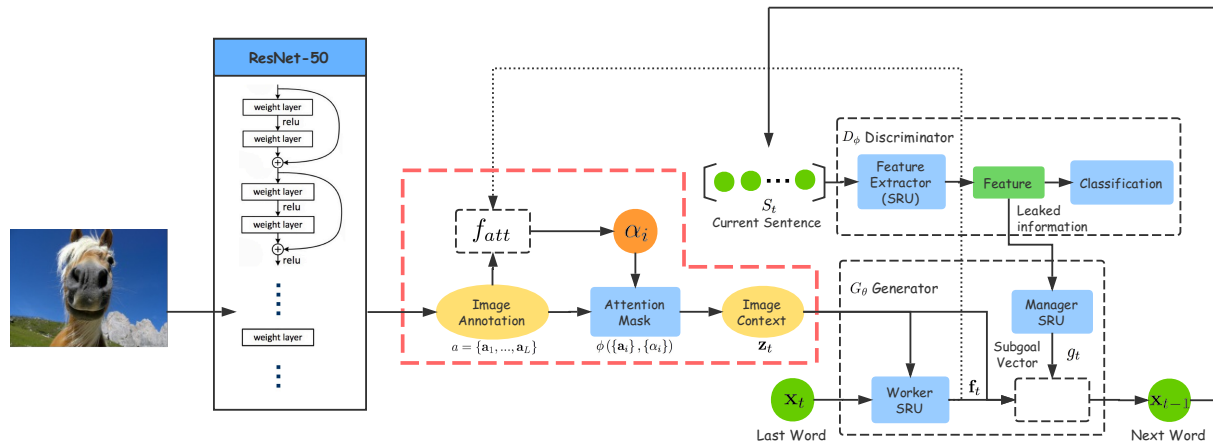 ResNet-50
weight layer
relu
weight layer
+
weight layer
relu
weight layer
+
relu
weight layer
f_{att}
α_i
Image
Annotation
a = {a_1, ..., a_L}
Attention
Mask
ϕ({a_i}, {α_i})
Image
Context
z_t
S_t
Current Sentence
D_ϕ Discriminator
Feature
Extractor
(SRU)
Feature
Classification
Leaked
information
G_θ Generator
Manager
SRU
Subgoal
Vector
g_t
x_t
Last Word
Worker
SRU
f_t
x_{t-1}
Next Word